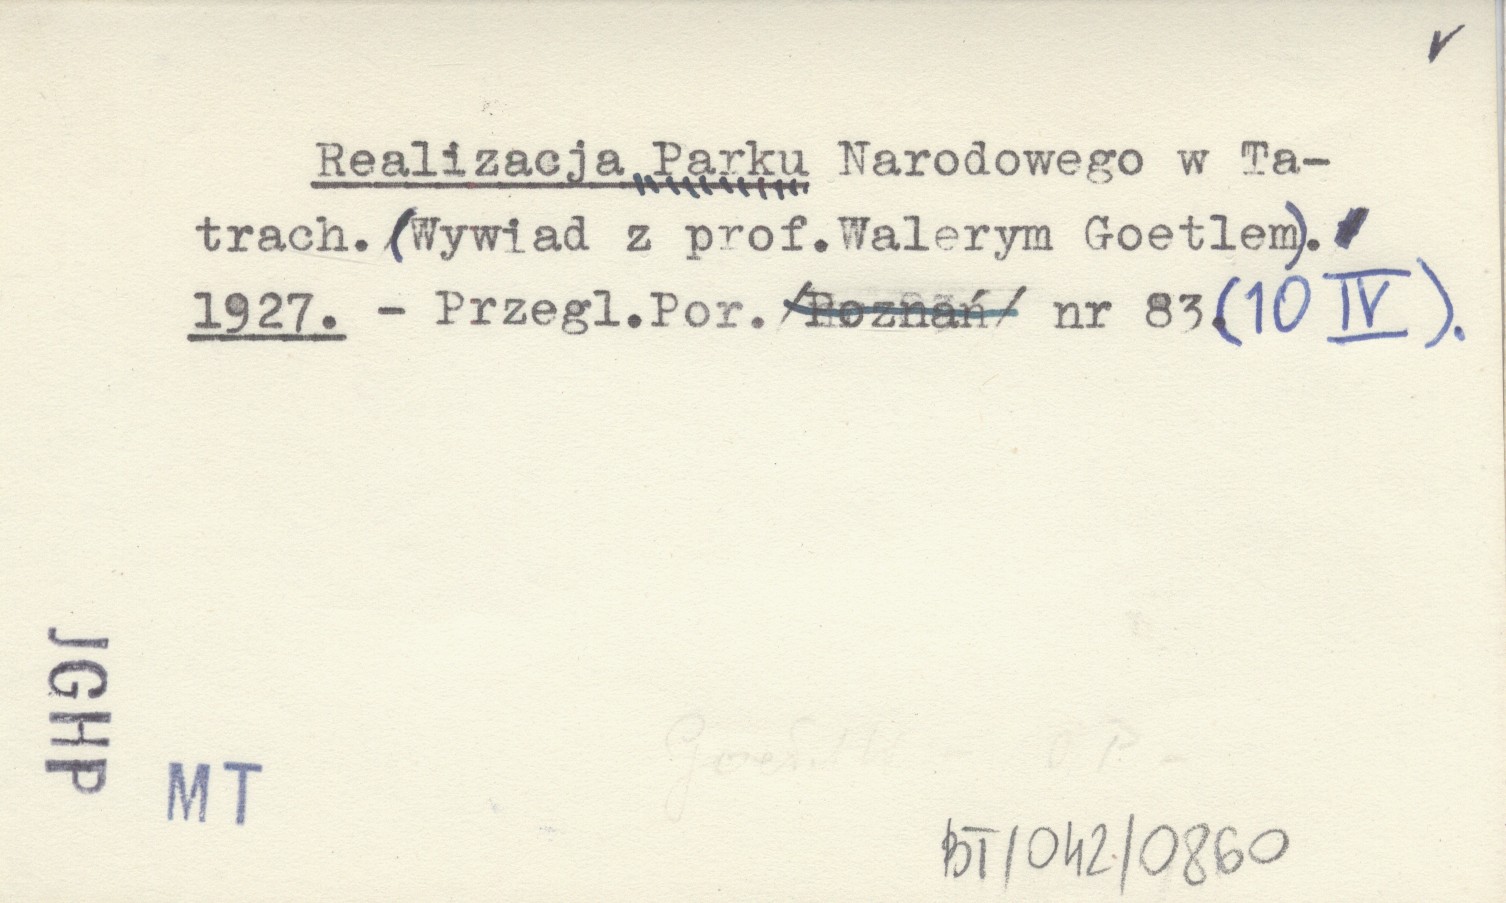 Realizacja Parku Narodowego w Ta-
trach. (Wywiad z prof.Walerym Goetlem).
1927. - Przegl.Por. /Poznań/ nr 83.(10 IV).
JGHP
MT
BT/042/0860